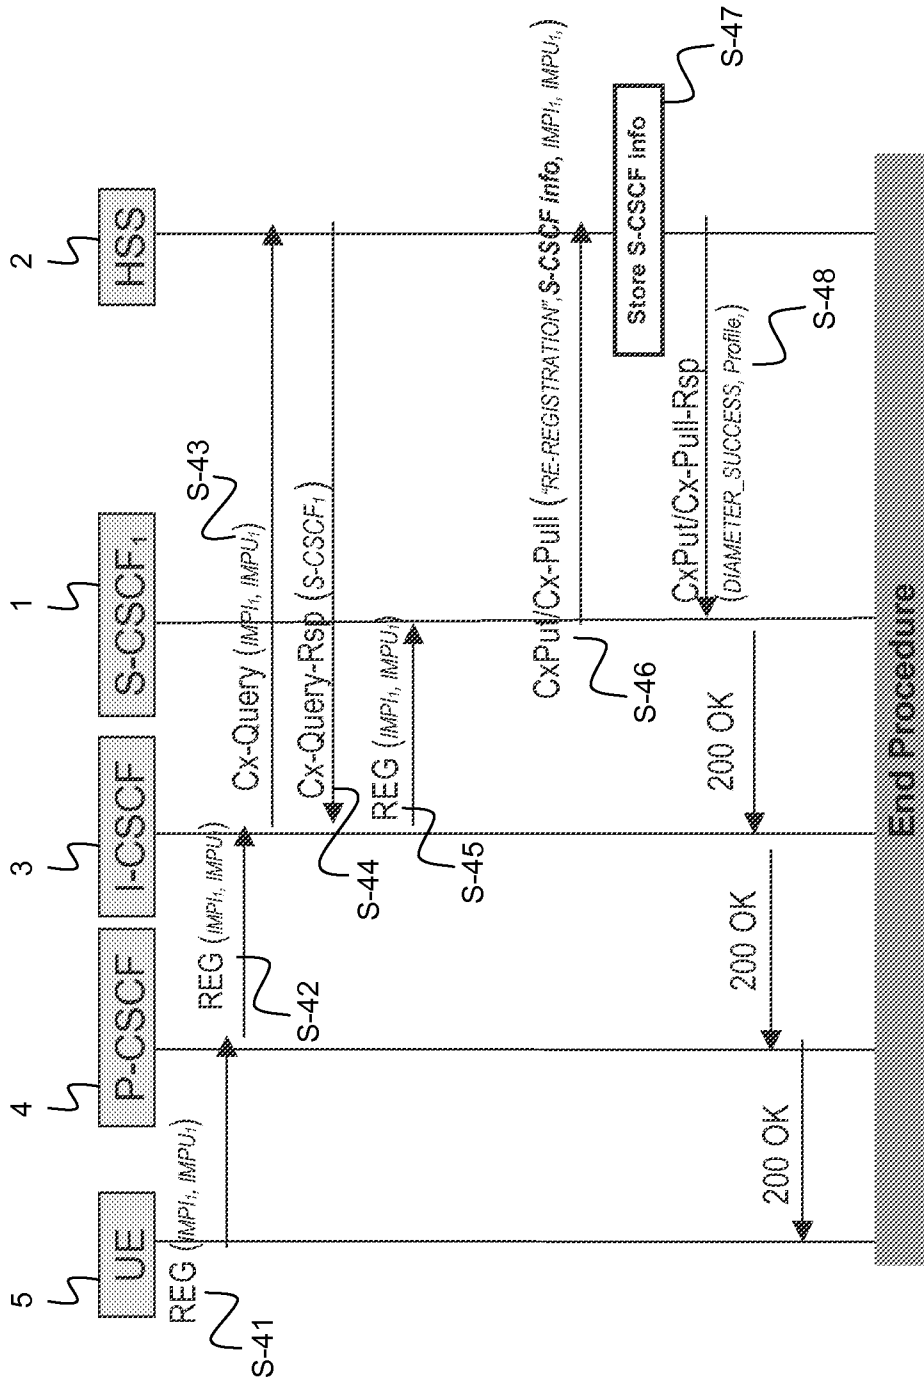 5
4
3
1
2
UE
P-CSCF
I-CSCF
S-CSCF₁
HSS
REG (IMPI₁, IMPU₁)
S-41
REG (IMPI₁, IMPU₁)
S-42
Cx-Query (IMPI₁, IMPU₁)
S-43
Cx-Query-Rsp (S-CSCF₁)
S-44
REG (IMPI₁, IMPU₁)
S-45
CxPut/Cx-Pull ("RE-REGISTRATION", S-CSCF info, IMPI₁, IMPU₁,)
S-46
Store S-CSCF info
S-47
CxPut/Cx-Pull-Rsp
(DIAMETER_SUCCESS, Profile,)
S-48
200 OK
200 OK
200 OK
End Procedure